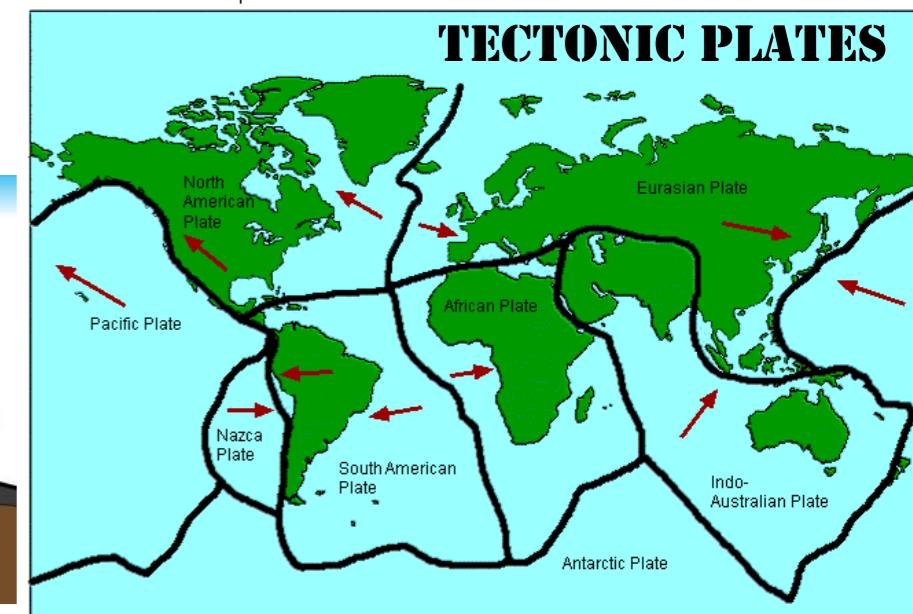 TECTONIC PLATES
North
American
Plate
Eurasian Plate
African Plate
Pacific Plate
Nazca
Plate
South American
Plate
Indo-
Australian Plate
Antarctic Plate